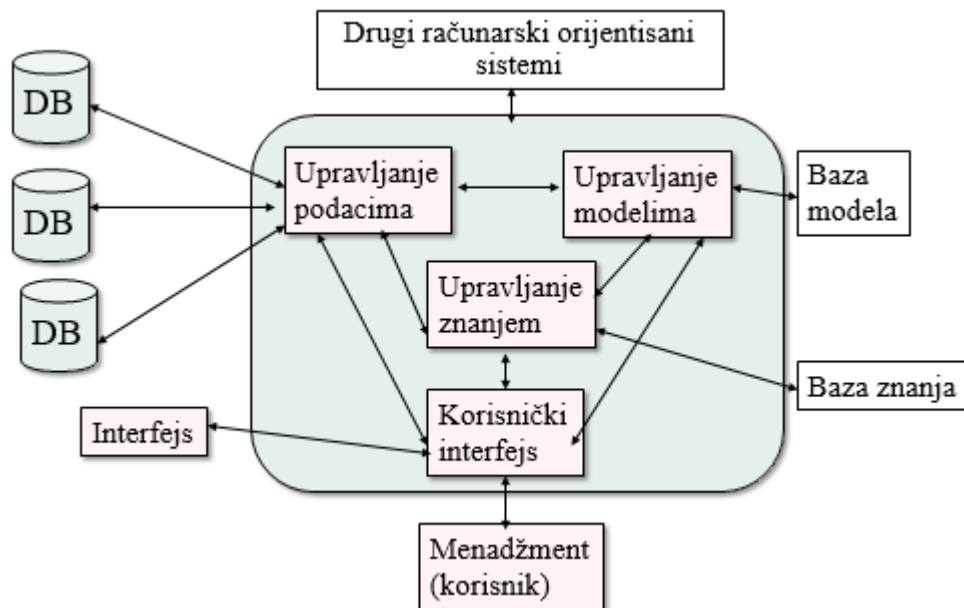 Drugi računarski orijentisani
sistemi
DB
DB
DB
Upravljanje
podacima
Upravljanje
modelima
Baza
modela
Upravljanje
znanjem
Baza znanja
Korisnički
interfejs
Interfejs
Menadžment
(korisnik)